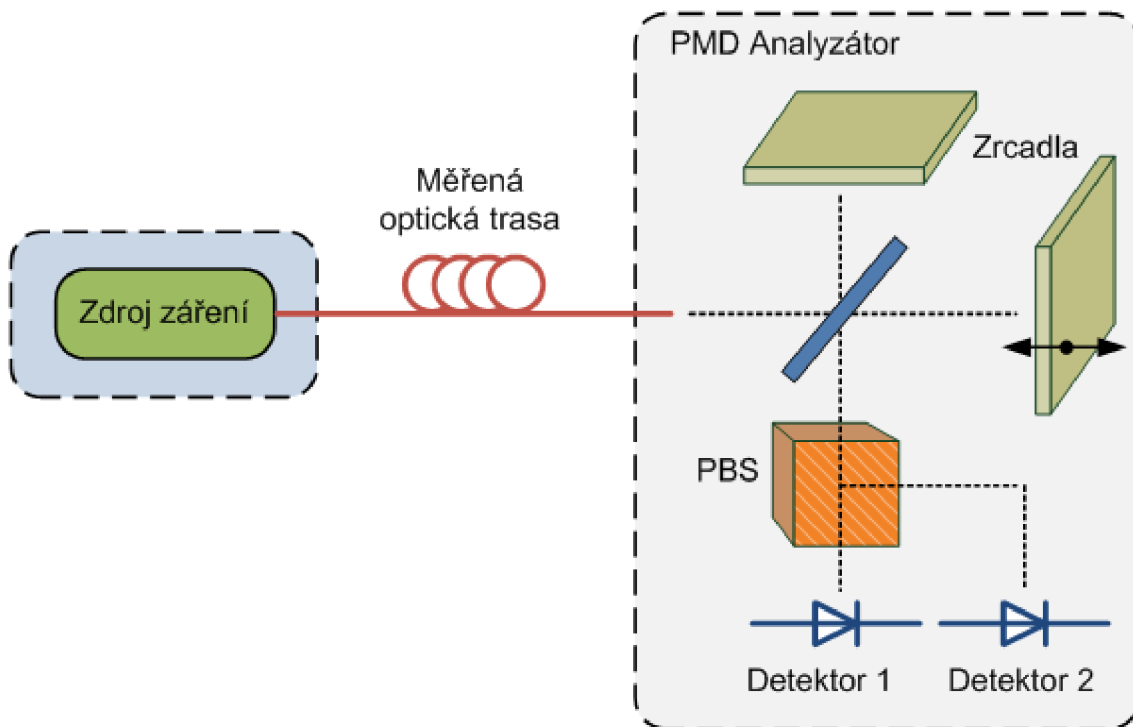 PMD Analyzátor
Zrcadla
Měřená
optická trasa
Zdroj záření
PBS
Detektor 1
Detektor 2